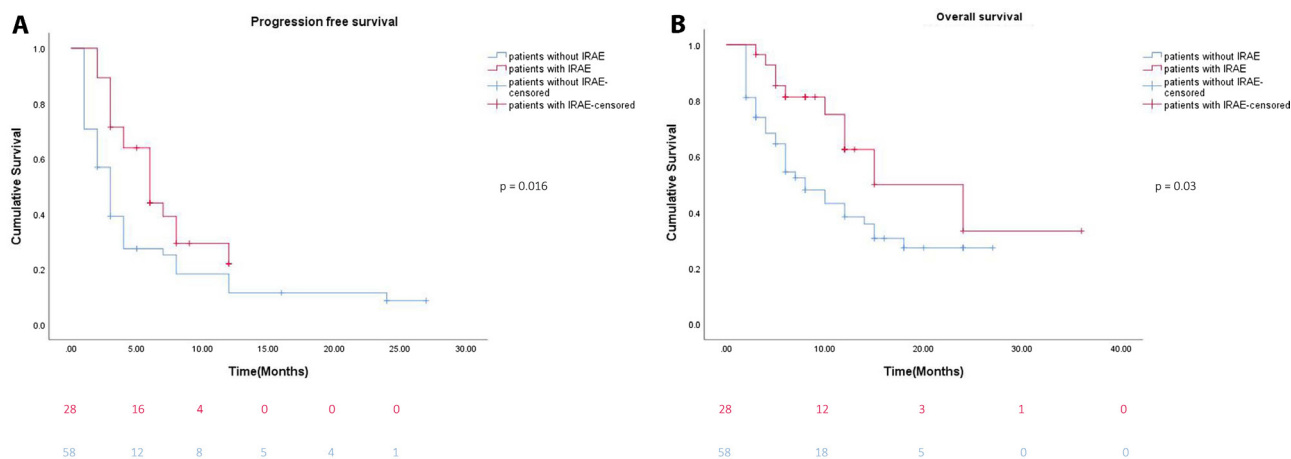 A
Progression free survival
patients without IRAE
patients with IRAE
patients without IRAE-
censored
patients with IRAE-censored
p = 0.016
Cumulative Survival
1.0
0.8
0.6
0.4
0.2
0.0
.00 5.00 10.00 15.00 20.00 25.00 30.00
Time(Months)
28 16 4 0 0 0
58 12 8 5 4 1
B
Overall survival
patients without IRAE
patients with IRAE
patients without IRAE-
censored
patients with IRAE-censored
p = 0.03
Cumulative Survival
1.0
0.8
0.6
0.4
0.2
0.0
.00 10.00 20.00 30.00 40.00
Time(Months)
28 12 3 1 0
58 18 5 0 0